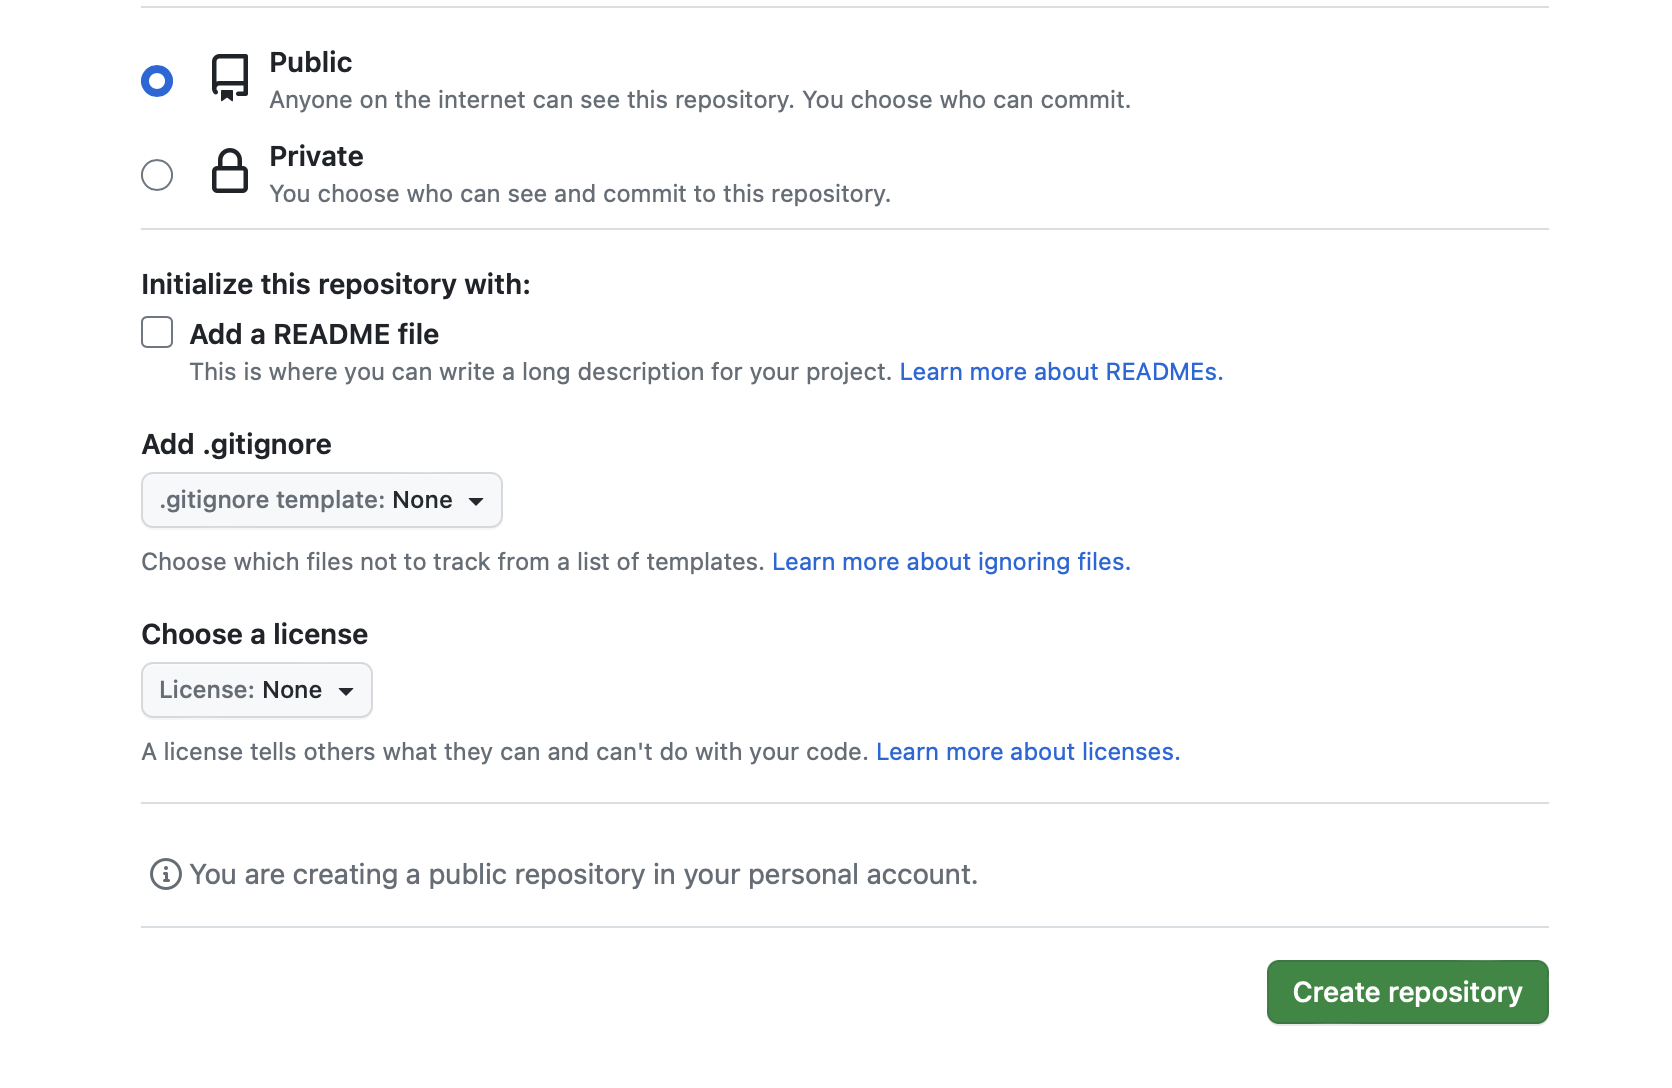 Public
Anyone on the internet can see this repository. You choose who can commit.
Private
You choose who can see and commit to this repository.
Initialize this repository with:
Add a README file
This is where you can write a long description for your project. Learn more about READMEs.
Add .gitignore
.gitignore template: None
Choose which files not to track from a list of templates. Learn more about ignoring files.
Choose a license
License: None
A license tells others what they can and can't do with your code. Learn more about licenses.
You are creating a public repository in your personal account.
Create repository